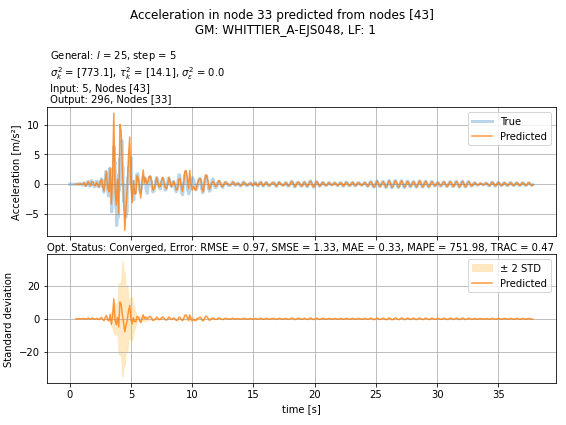 Acceleration in node 33 predicted from nodes [43]
GM: WHITTIER_A-EJS048, LF: 1
General: l = 25, step = 5
σ²ₖ = [773.1], τ²ₖ = [14.1], σ²ε = 0.0
Input: 5, Nodes [43]
Output: 296, Nodes [33]
True
Predicted
Acceleration [m/s²]
10
5
0
−5
Opt. Status: Converged, Error: RMSE = 0.97, SMSE = 1.33, MAE = 0.33, MAPE = 751.98, TRAC = 0.47
± 2 STD
Predicted
Standard deviation
20
0
−20
0 5 10 15 20 25 30 35
time [s]